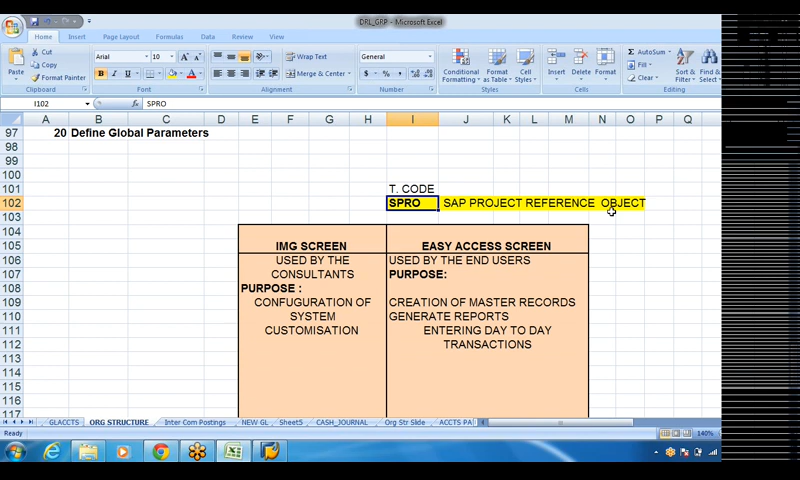 DRL_GRP - Microsoft Excel
Home Insert Page Layout Formulas Data Review View
Paste
Cut
Copy
Format Painter
Clipboard
Arial 10
B I U
Font
Wrap Text
Merge & Center
Alignment
General
$ % ,
Number
Conditional Formatting
Format as Table
Cell Styles
Styles
Insert Delete Format
Cells
AutoSum
Fill
Clear
Sort & Filter
Find & Select
Editing
I102 SPRO
A B C D E F G H I J K L M N O P Q
97 20 Define Global Parameters
98
99
100
101 T. CODE
102 SPRO SAP PROJECT REFERENCE OBJECT
103
104
105 IMG SCREEN EASY ACCESS SCREEN
106 USED BY THE USED BY THE END USERS
107 CONSULTANTS PURPOSE:
108 PURPOSE :
109 CONFUGURATION OF CREATION OF MASTER RECORDS
110 SYSTEM GENERATE REPORTS
111 CUSTOMISATION ENTERING DAY TO DAY
112 TRANSACTIONS
113
114
115
116
117
GLACCTS ORG STRUCTURE Inter Com Postings NEW GL Sheet5 CASH_JOURNAL Org Str Slide ACCTS PA
Ready 140%